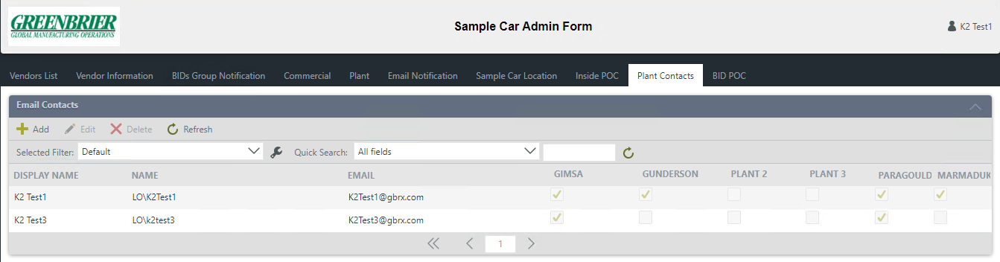 GREENBRIER
GLOBAL MANUFACTURING OPERATIONS
Sample Car Admin Form
K2 Test1
Vendors List Vendor Information BIDs Group Notification Commercial Plant Email Notification Sample Car Location Inside POC Plant Contacts BID POC
Email Contacts
Add Edit Delete Refresh
Selected Filter: Default Quick Search: All fields
DISPLAY NAME NAME EMAIL GIMSA GUNDERSON PLANT 2 PLANT 3 PARAGOULD MARMADUK
K2 Test1 LO\K2Test1 K2Test1@gbrx.com
K2 Test3 LO\k2test3 K2Test3@gbrx.com
1